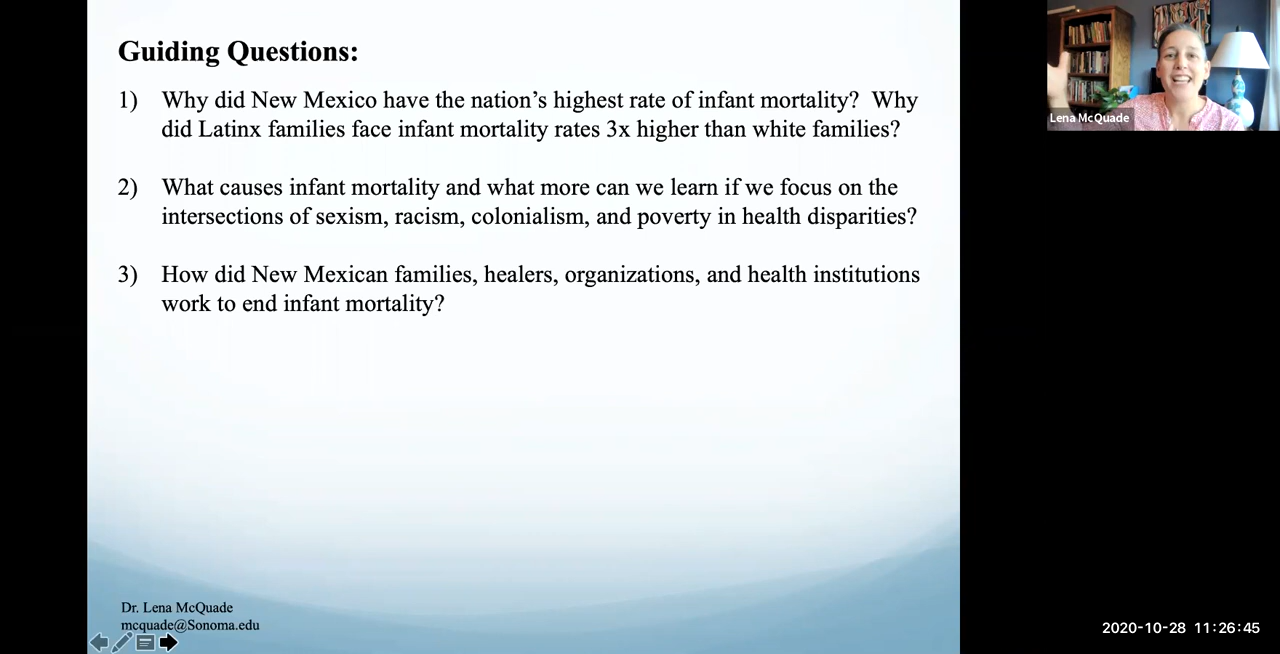 Guiding Questions:
1) Why did New Mexico have the nation’s highest rate of infant mortality? Why
did Latinx families face infant mortality rates 3x higher than white families?
2) What causes infant mortality and what more can we learn if we focus on the
intersections of sexism, racism, colonialism, and poverty in health disparities?
3) How did New Mexican families, healers, organizations, and health institutions
work to end infant mortality?
Dr. Lena McQuade
mcquade@Sonoma.edu
Lena McQuade
2020-10-28 11:26:45